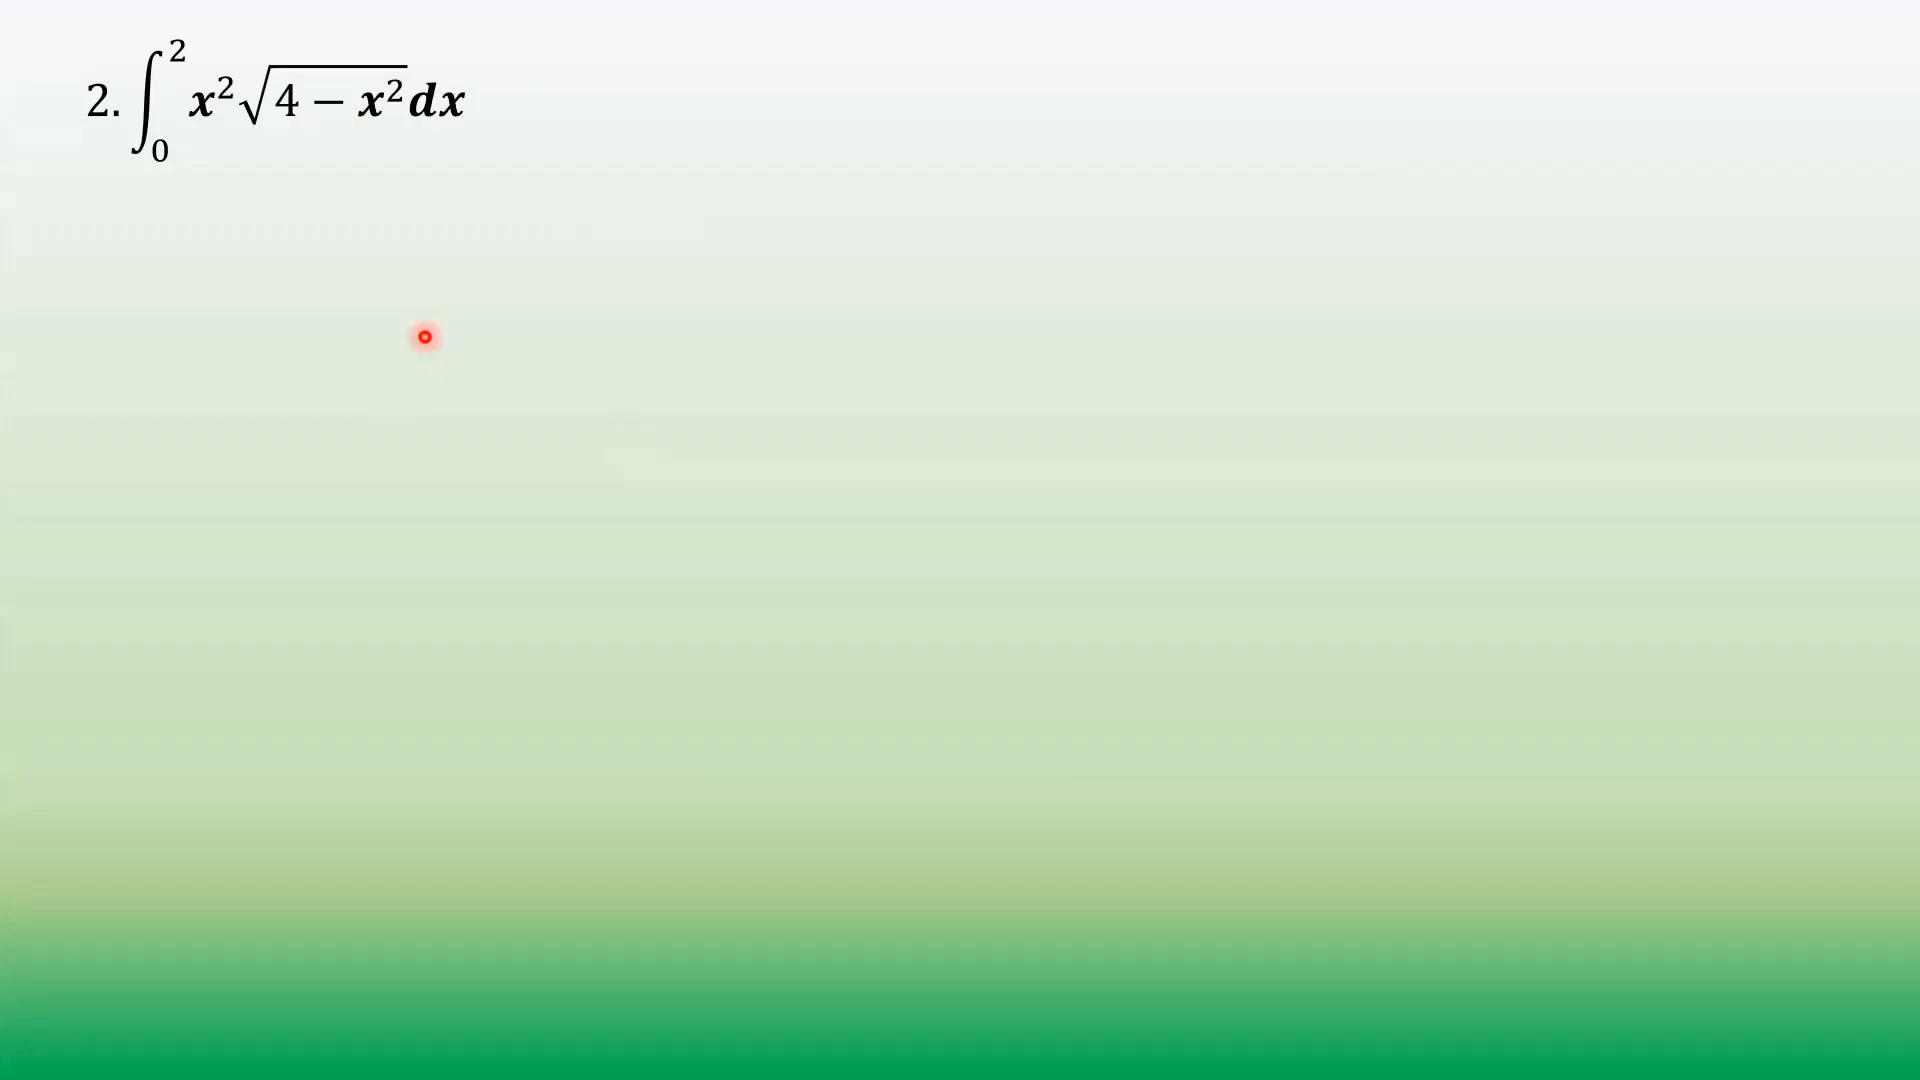 2. ∫₀² x²√(4 − x²) dx